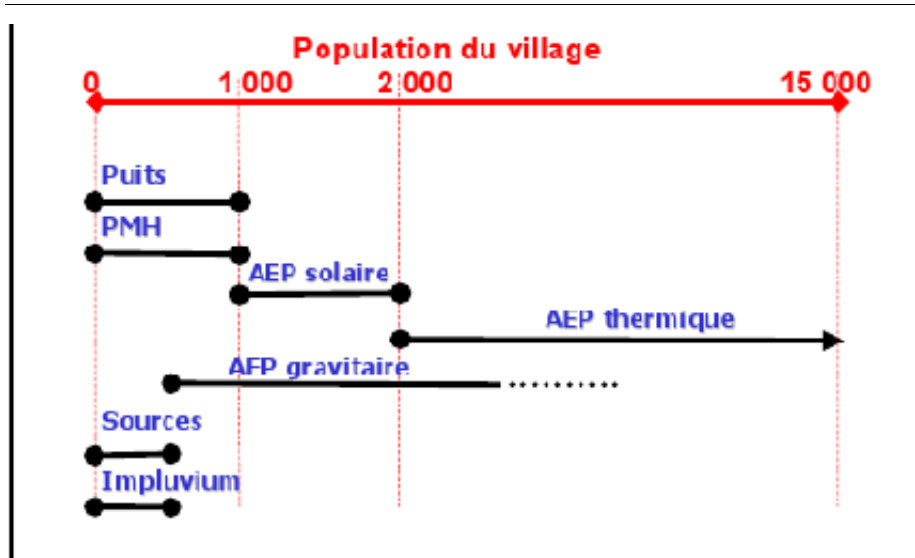 Population du village
0 1 000 2 000 15 000
Puits
PMH
AEP solaire
AEP thermique
AEP gravitaire
Sources
Impluvium